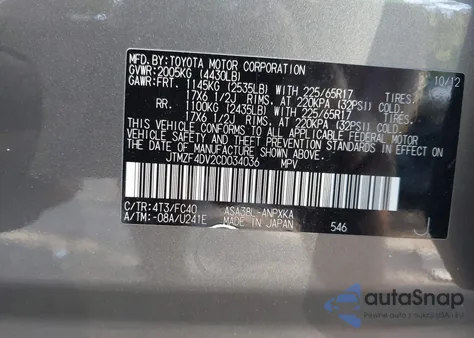 MFD.BY:TOYOTA MOTOR CORPORATION 10/12
GVWR: 2005KG (4430LB)
GAWR:FRT. 1145KG (2535LB) WITH 225/65R17 TIRES.
17X6 1/2J RIMS, AT 220KPA (32PSI) COLD.
RR. 1100KG (2435LB) WITH 225/65R17 TIRES.
17X6 1/2J RIMS, AT 220KPA (32PSI) COLD.
THIS VEHICLE CONFORMS TO ALL APPLICABLE FEDERAL MOTOR
VEHICLE SAFETY AND THEFT PREVENTION STANDARDS IN EFFECT ON
THE DATE OF MANUFACTURE SHOWN ABOVE.
JTMZF4DV2CD034036 MPV
C/TR: 4T3/FC40 ASA38L-ANPXKA
A/TM: -08A/U241E MADE IN JAPAN 546 J
autoSnap